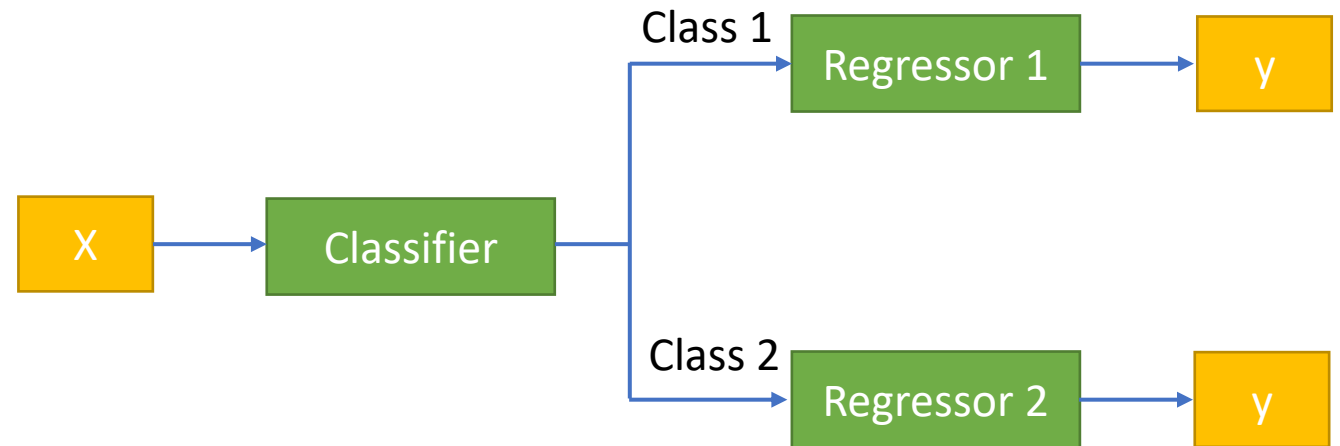 Class 1
Regressor 1
y
X
Classifier
Class 2
Regressor 2
y